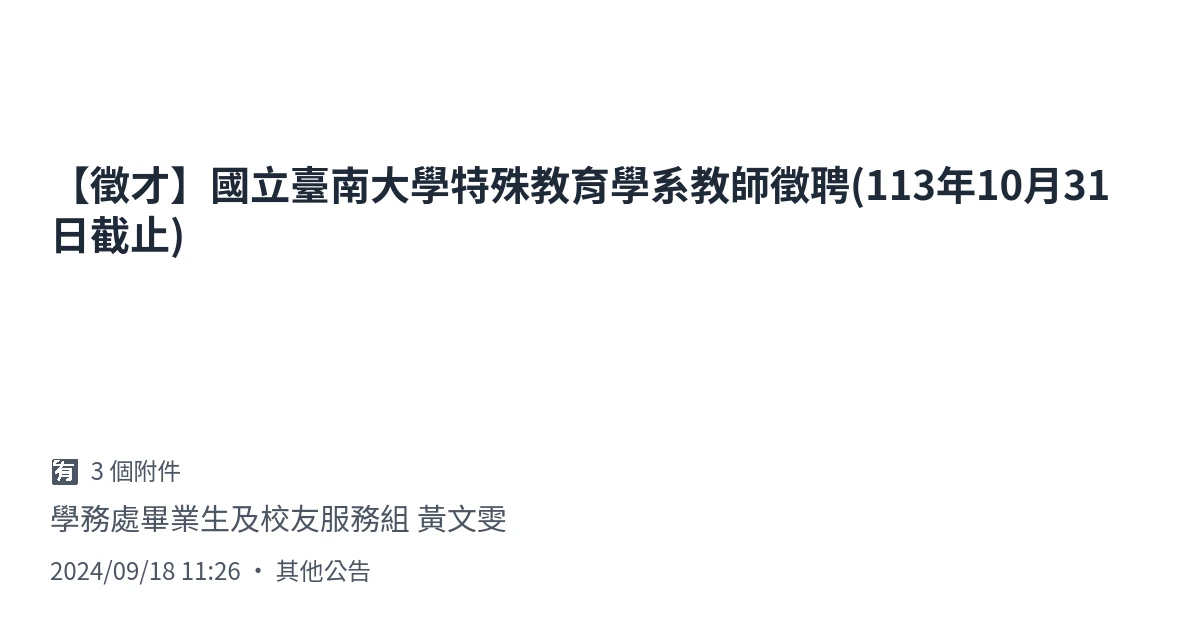 【徵才】國立臺南大學特殊教育學系教師徵聘(113年10月31
日截止)
有 3 個附件
學務處畢業生及校友服務組 黃文雯
2024/09/18 11:26 • 其他公告